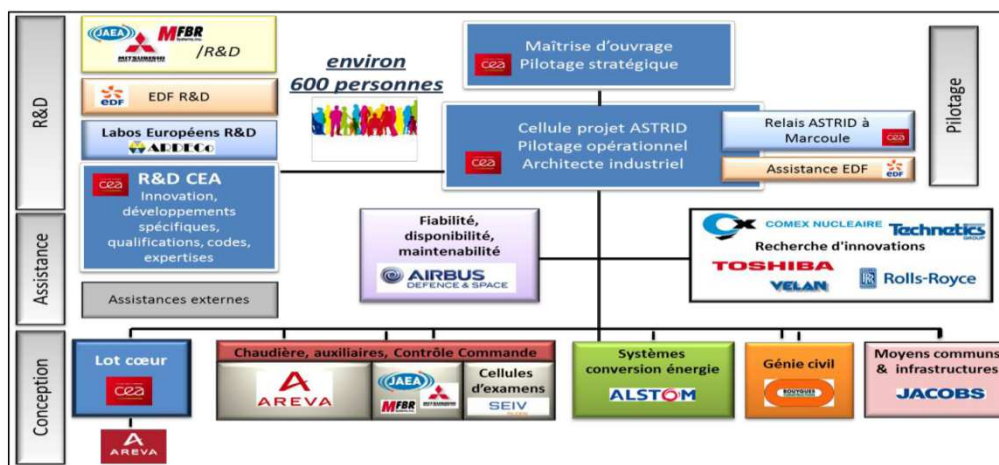 R&D
JAEA
MFBR
MITSUBISHI
/R&D
edf
EDF R&D
Labos Européens R&D
ARDECo
cea
R&D CEA
Innovation,
développements
spécifiques,
qualifications, codes,
expertises
environ
600 personnes
cea
Maîtrise d'ouvrage
Pilotage stratégique
cea
Cellule projet ASTRID
Pilotage opérationnel
Architecte industriel
Relais ASTRID à
Marcoule
cea
Assistance EDF
edf
Pilotage
Assistance
Assistances externes
Fiabilité,
disponibilité,
maintenabilité
AIRBUS
DEFENCE & SPACE
COMEX NUCLEAIRE
Technetics
GROUP
Recherche d'innovations
TOSHIBA
VELAN
Rolls-Royce
Conception
Lot cœur
cea
AREVA
Chaudière, auxiliaires, Contrôle Commande
AREVA
JAEA
MFBR
MITSUBISHI
Cellules
d'examens
SEIV
Systèmes
conversion énergie
ALSTOM
Génie civil
BOUYGUES
Moyens communs
& infrastructures
JACOBS